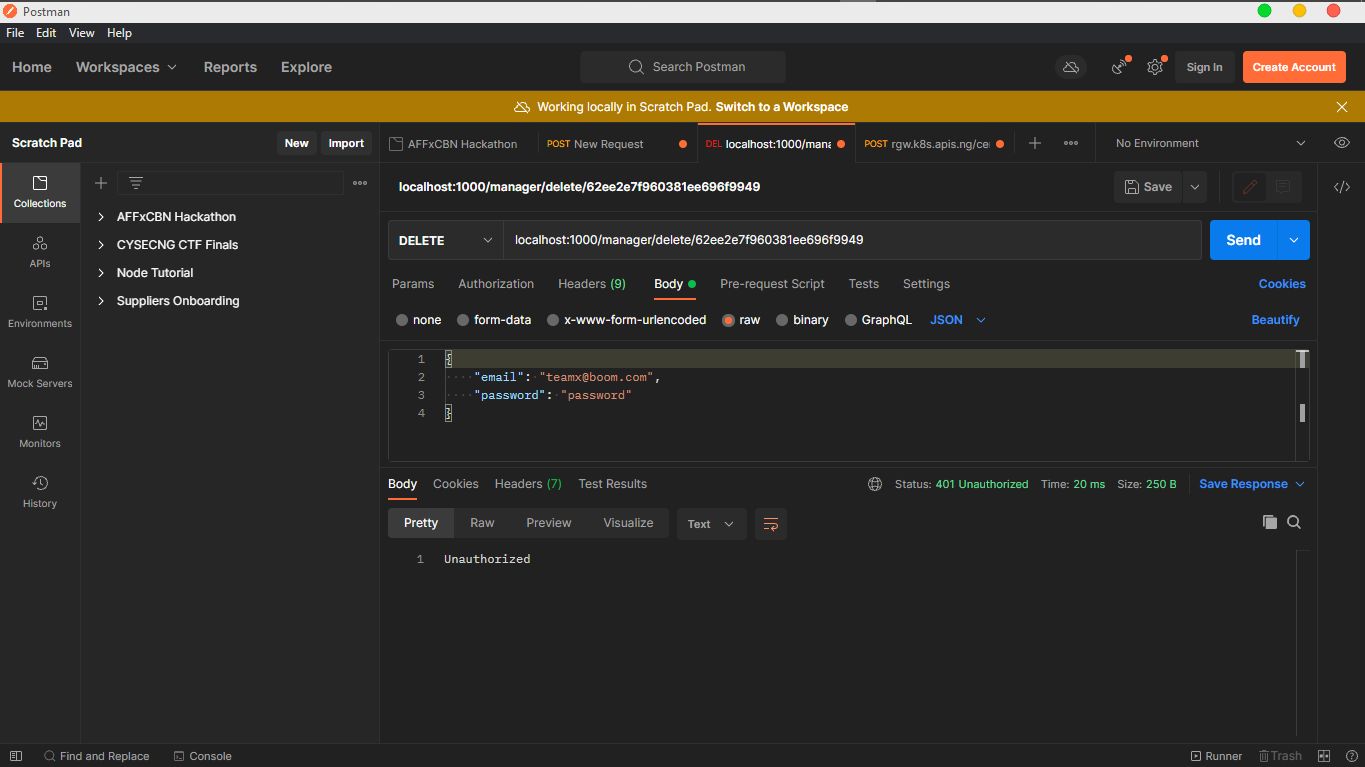 Postman
File Edit View Help
Home Workspaces Reports Explore Search Postman Sign In Create Account
Working locally in Scratch Pad. Switch to a Workspace
Scratch Pad New Import AFFxCBN Hackathon POST New Request DEL localhost:1000/mana POST rgw.k8s.apis.ng/cei No Environment
Collections
APIs
Environments
Mock Servers
Monitors
History
AFFxCBN Hackathon
CYSECNG CTF Finals
Node Tutorial
Suppliers Onboarding
localhost:1000/manager/delete/62ee2e7f960381ee696f9949 Save
DELETE localhost:1000/manager/delete/62ee2e7f960381ee696f9949 Send
Params Authorization Headers (9) Body Pre-request Script Tests Settings Cookies
none form-data x-www-form-urlencoded raw binary GraphQL JSON Beautify
1 {
2 "email": "teamx@boom.com",
3 "password": "password"
4 }
Body Cookies Headers (7) Test Results Status: 401 Unauthorized Time: 20 ms Size: 250 B Save Response
Pretty Raw Preview Visualize Text
1 Unauthorized
Find and Replace Console Runner Trash